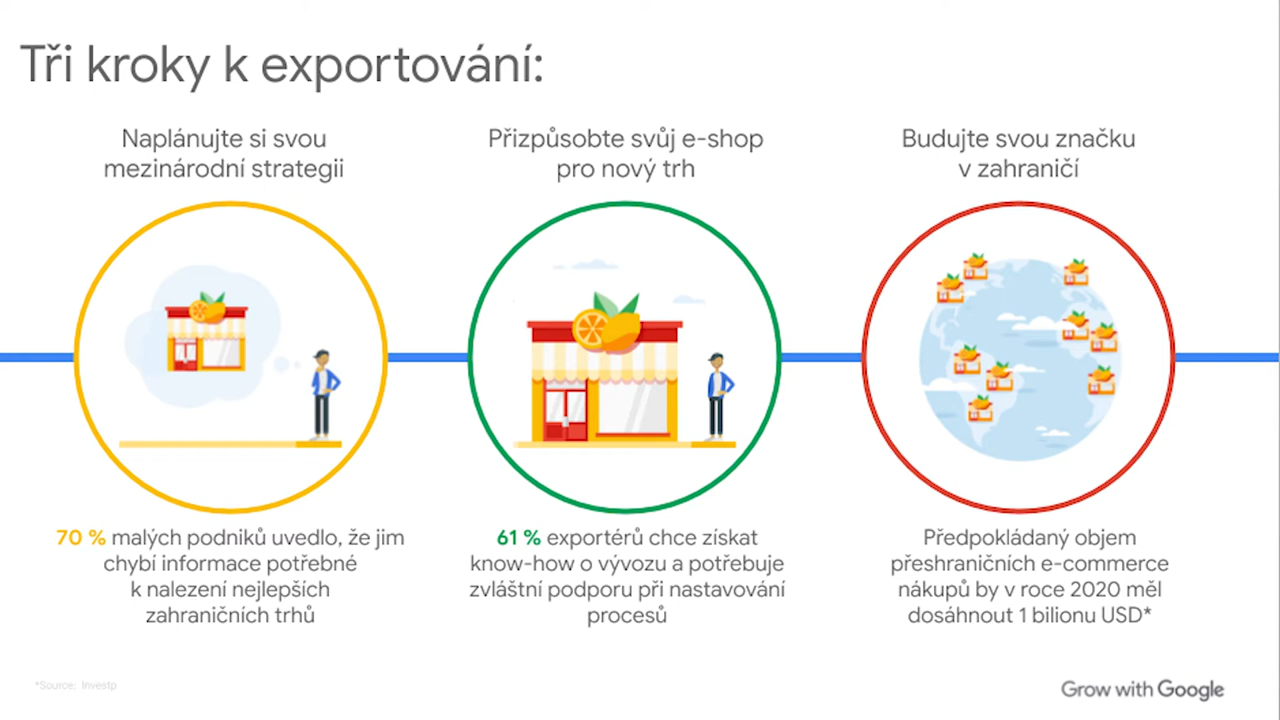 Tři kroky k exportování:
Naplánujte si svou
mezinárodní strategii
Přizpůsobte svůj e-shop
pro nový trh
Budujte svou značku
v zahraničí
70 % malých podniků uvedlo, že jim
chybí informace potřebné
k nalezení nejlepších
zahraničních trhů
61 % exportérů chce získat
know-how o vývozu a potřebuje
zvláštní podporu při nastavování
procesů
Předpokládaný objem
přeshraničních e-commerce
nákupů by v roce 2020 měl
dosáhnout 1 bilionu USD*
*Source: Investp
Grow with Google